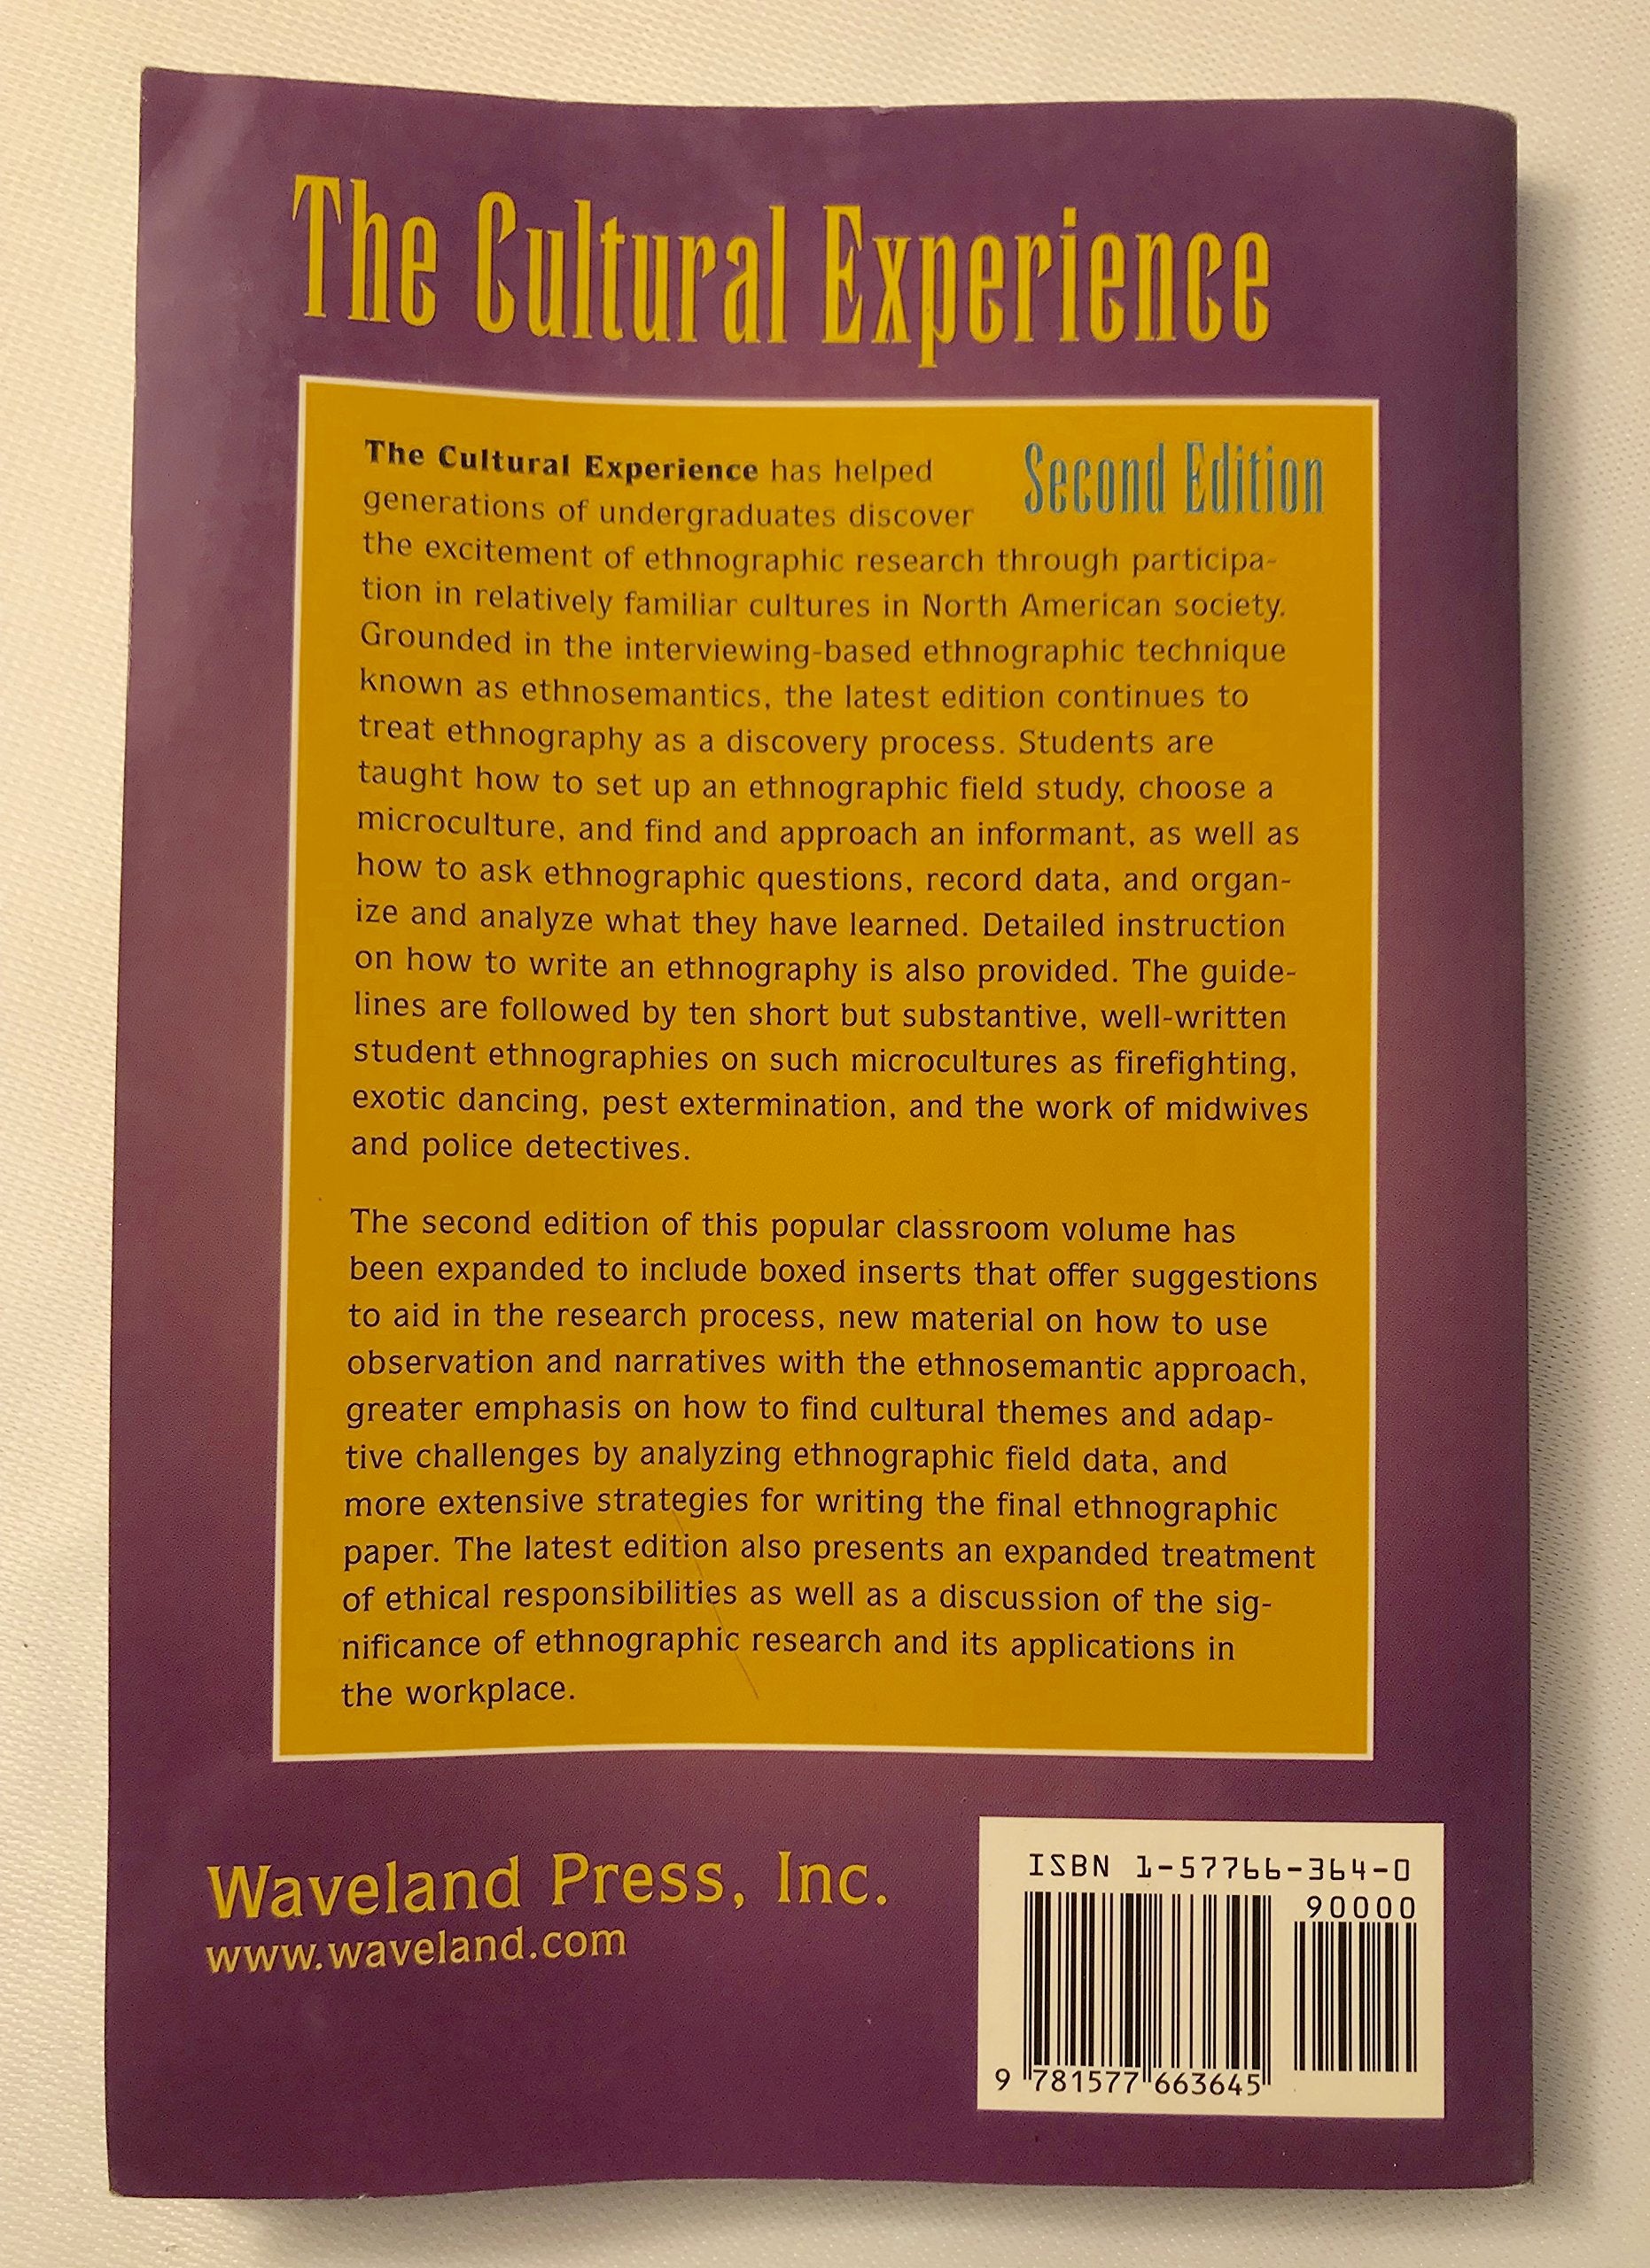 The Cultural Experience
Second Edition
The Cultural Experience has helped
generations of undergraduates discover
the excitement of ethnographic research through participa-
tion in relatively familiar cultures in North American society.
Grounded in the interviewing-based ethnographic technique
known as ethnosemantics, the latest edition continues to
treat ethnography as a discovery process. Students are
taught how to set up an ethnographic field study, choose a
microculture, and find and approach an informant, as well as
how to ask ethnographic questions, record data, and organ-
ize and analyze what they have learned. Detailed instruction
on how to write an ethnography is also provided. The guide-
lines are followed by ten short but substantive, well-written
student ethnographies on such microcultures as firefighting,
exotic dancing, pest extermination, and the work of midwives
and police detectives.
The second edition of this popular classroom volume has
been expanded to include boxed inserts that offer suggestions
to aid in the research process, new material on how to use
observation and narratives with the ethnosemantic approach,
greater emphasis on how to find cultural themes and adap-
tive challenges by analyzing ethnographic field data, and
more extensive strategies for writing the final ethnographic
paper. The latest edition also presents an expanded treatment
of ethical responsibilities as well as a discussion of the sig-
nificance of ethnographic research and its applications in
the workplace.
Waveland Press, Inc.
www.waveland.com
ISBN 1-57766-364-0
90000
9 781577 663645